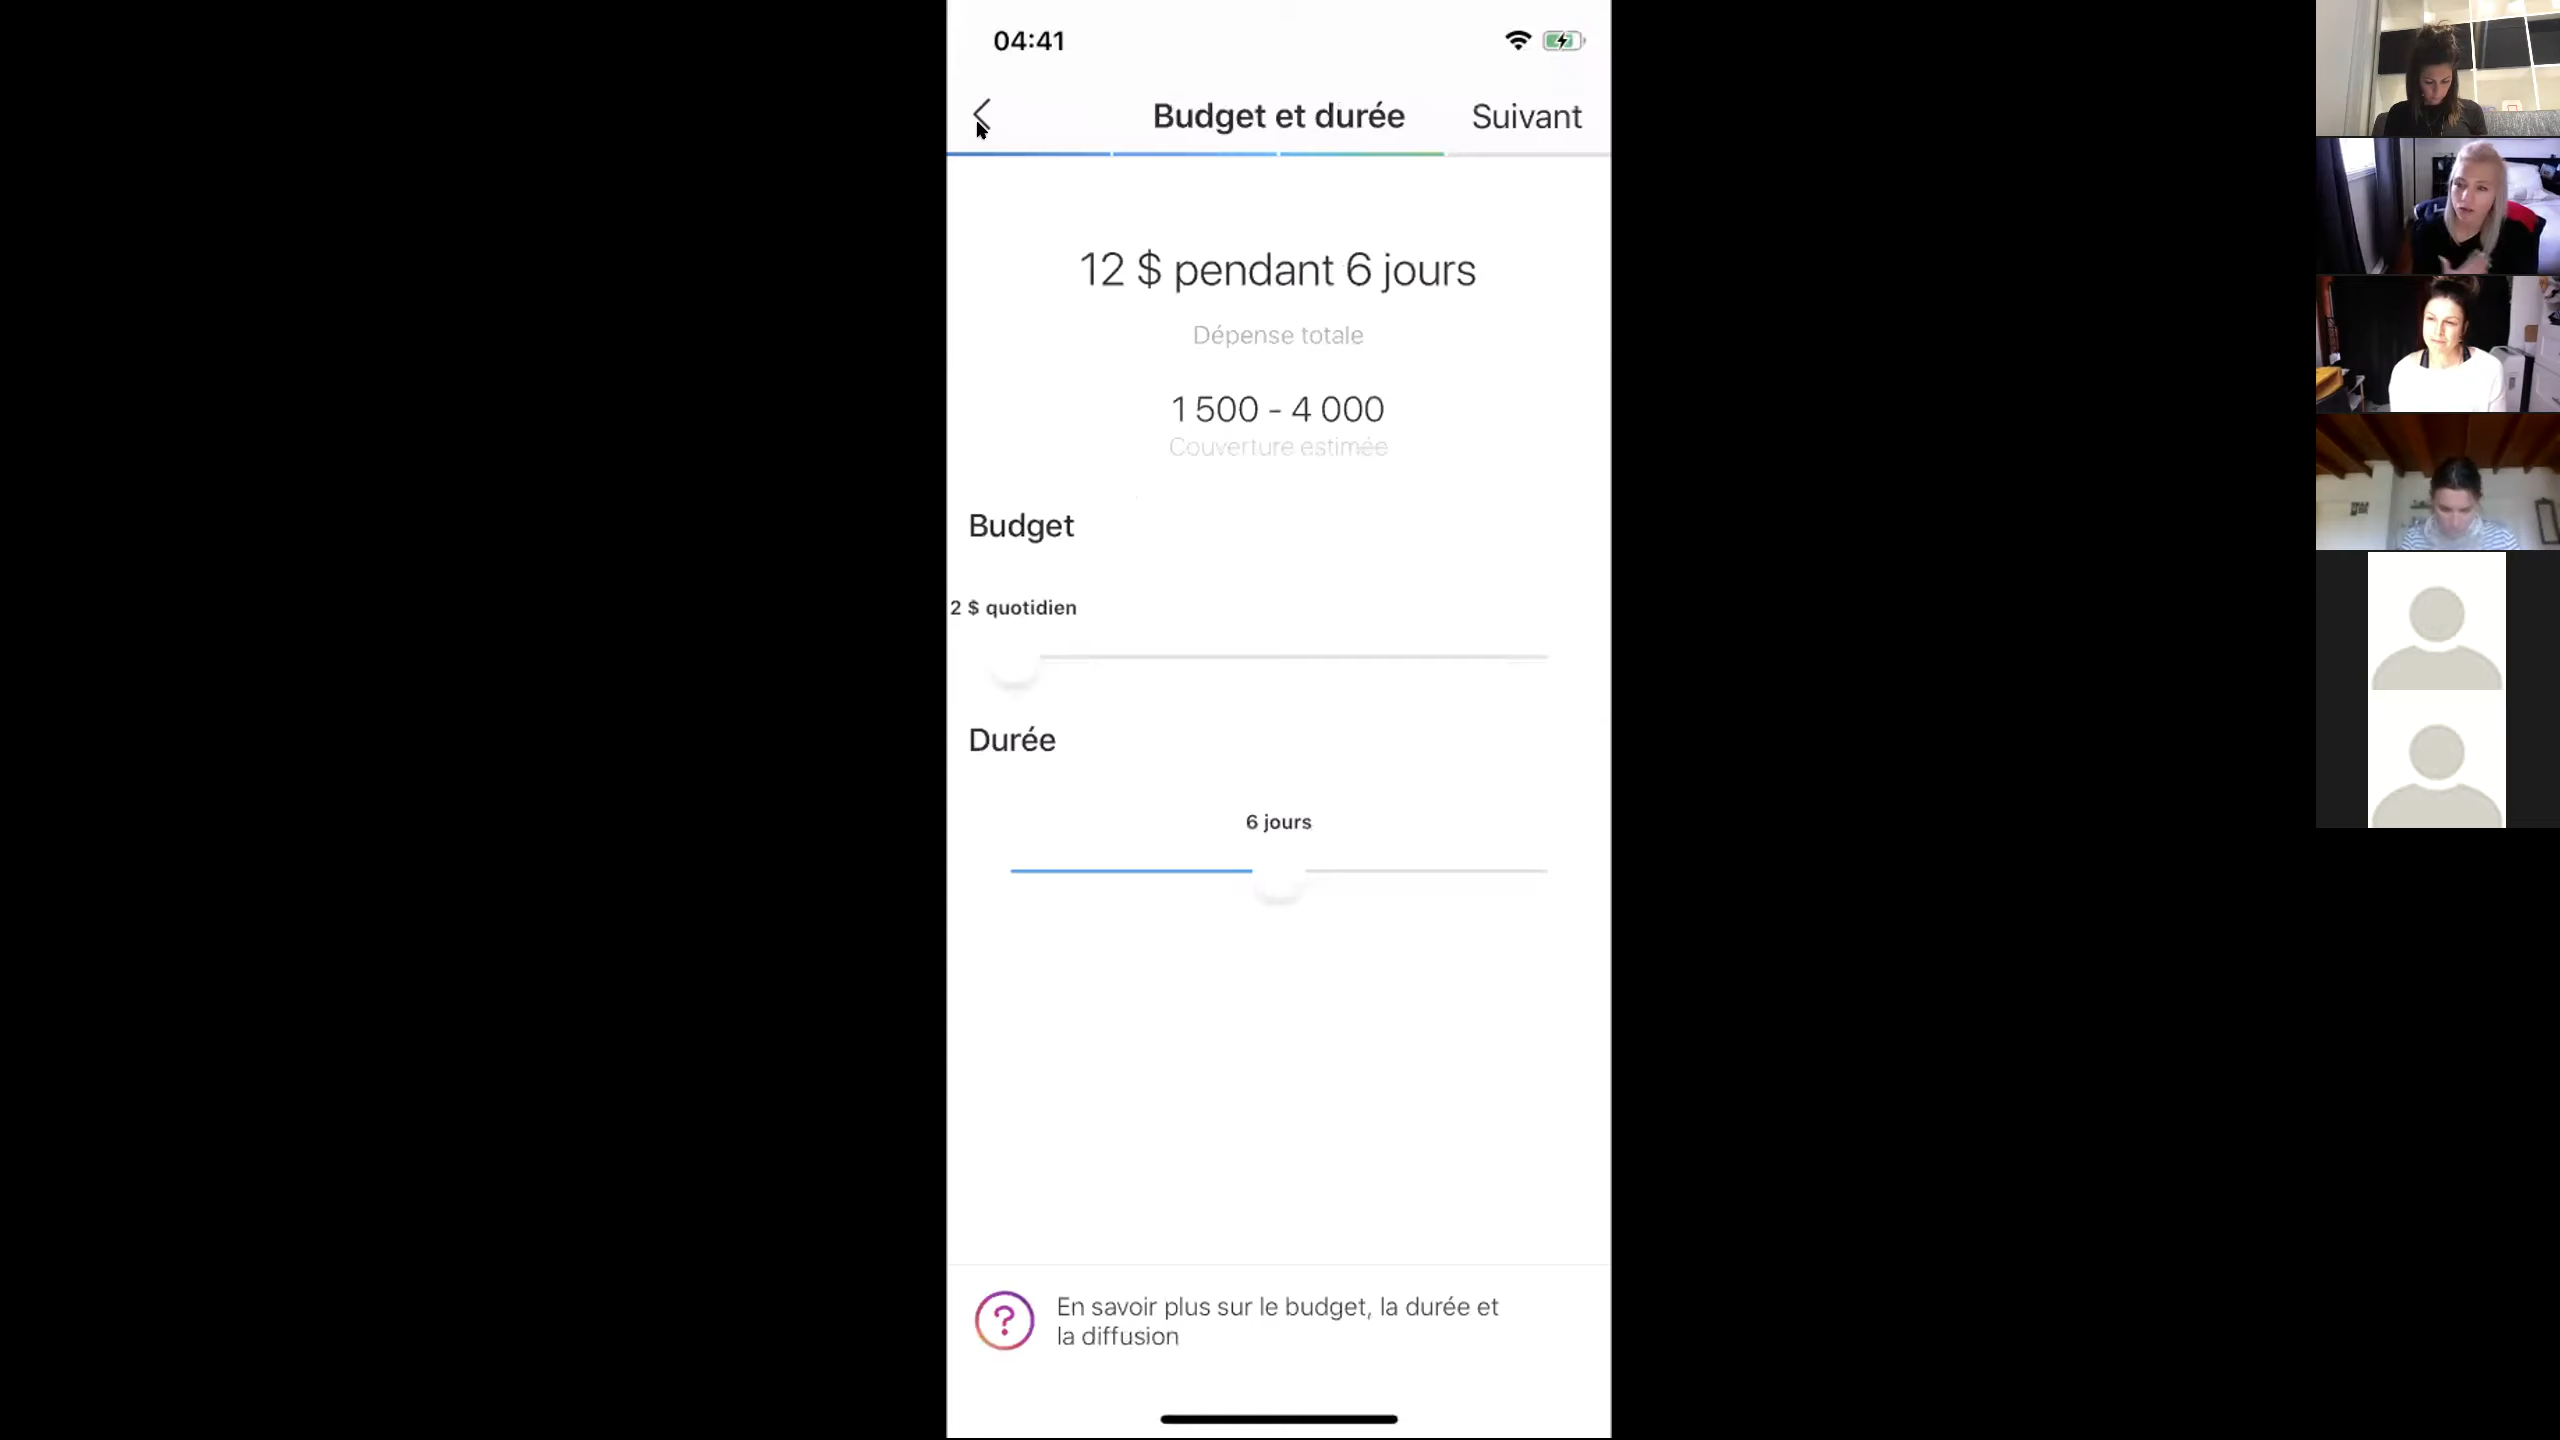 04:41
Budget et durée
Suivant
12 $ pendant 6 jours
Dépense totale
1 500 - 4 000
Couverture estimée
Budget
2 $ quotidien
Durée
6 jours
? En savoir plus sur le budget, la durée et
la diffusion